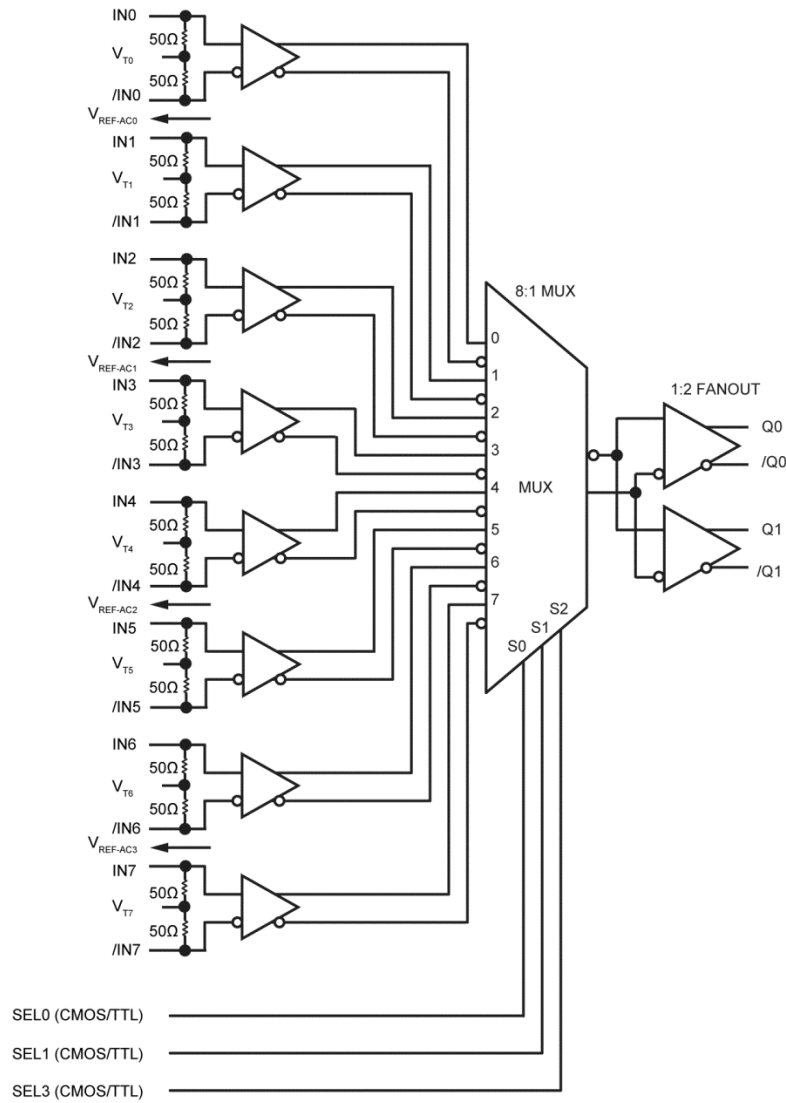 IN0
50Ω
VT0
50Ω
/IN0
VREF-AC0
IN1
50Ω
VT1
50Ω
/IN1
IN2
50Ω
VT2
50Ω
/IN2
VREF-AC1
IN3
50Ω
VT3
50Ω
/IN3
IN4
50Ω
VT4
50Ω
/IN4
VREF-AC2
IN5
50Ω
VT5
50Ω
/IN5
IN6
50Ω
VT6
50Ω
/IN6
VREF-AC3
IN7
50Ω
VT7
50Ω
/IN7
8:1 MUX
0
1
2
3
4
5
6
7
MUX
S0
S1
S2
1:2 FANOUT
Q0
/Q0
Q1
/Q1
SEL0 (CMOS/TTL)
SEL1 (CMOS/TTL)
SEL3 (CMOS/TTL)